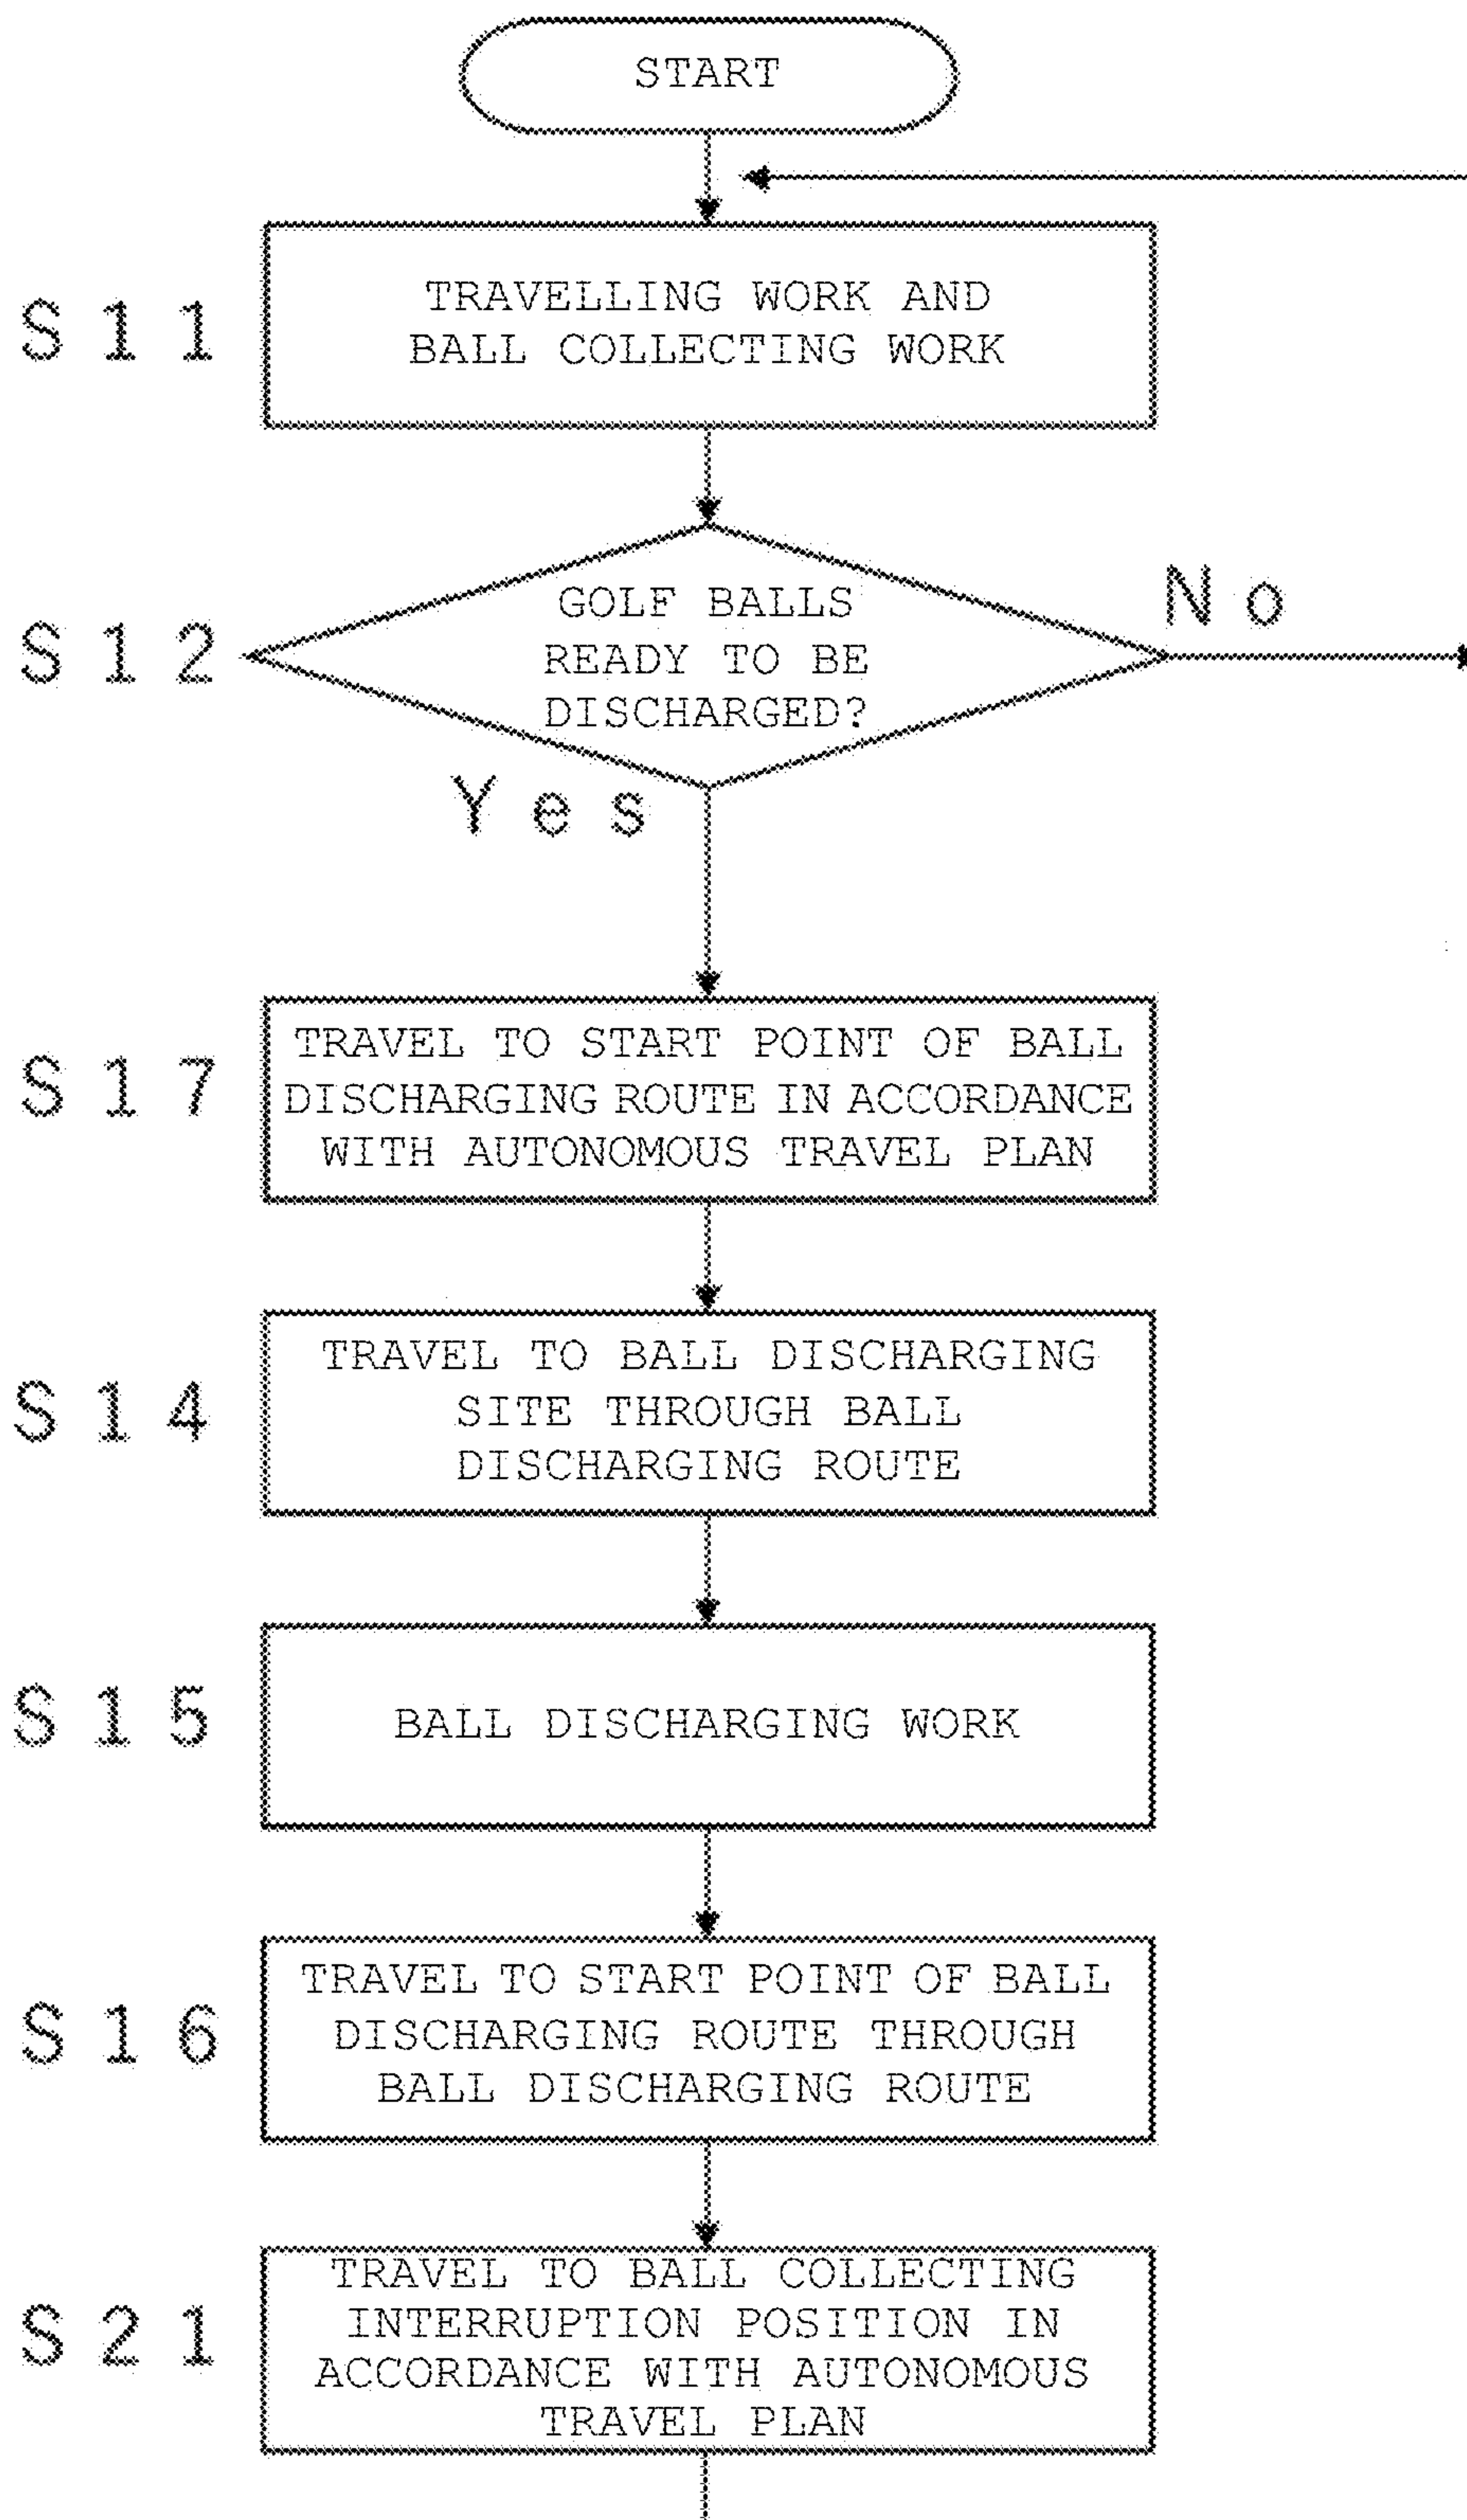 START
S11
TRAVELLING WORK AND
BALL COLLECTING WORK
S12
GOLF BALLS
READY TO BE
DISCHARGED?
No
Yes
S17
TRAVEL TO START POINT OF BALL
DISCHARGING ROUTE IN ACCORDANCE
WITH AUTONOMOUS TRAVEL PLAN
S14
TRAVEL TO BALL DISCHARGING
SITE THROUGH BALL
DISCHARGING ROUTE
S15
BALL DISCHARGING WORK
S16
TRAVEL TO START POINT OF BALL
DISCHARGING ROUTE THROUGH
BALL DISCHARGING ROUTE
S21
TRAVEL TO BALL COLLECTING
INTERRUPTION POSITION IN
ACCORDANCE WITH AUTONOMOUS
TRAVEL PLAN